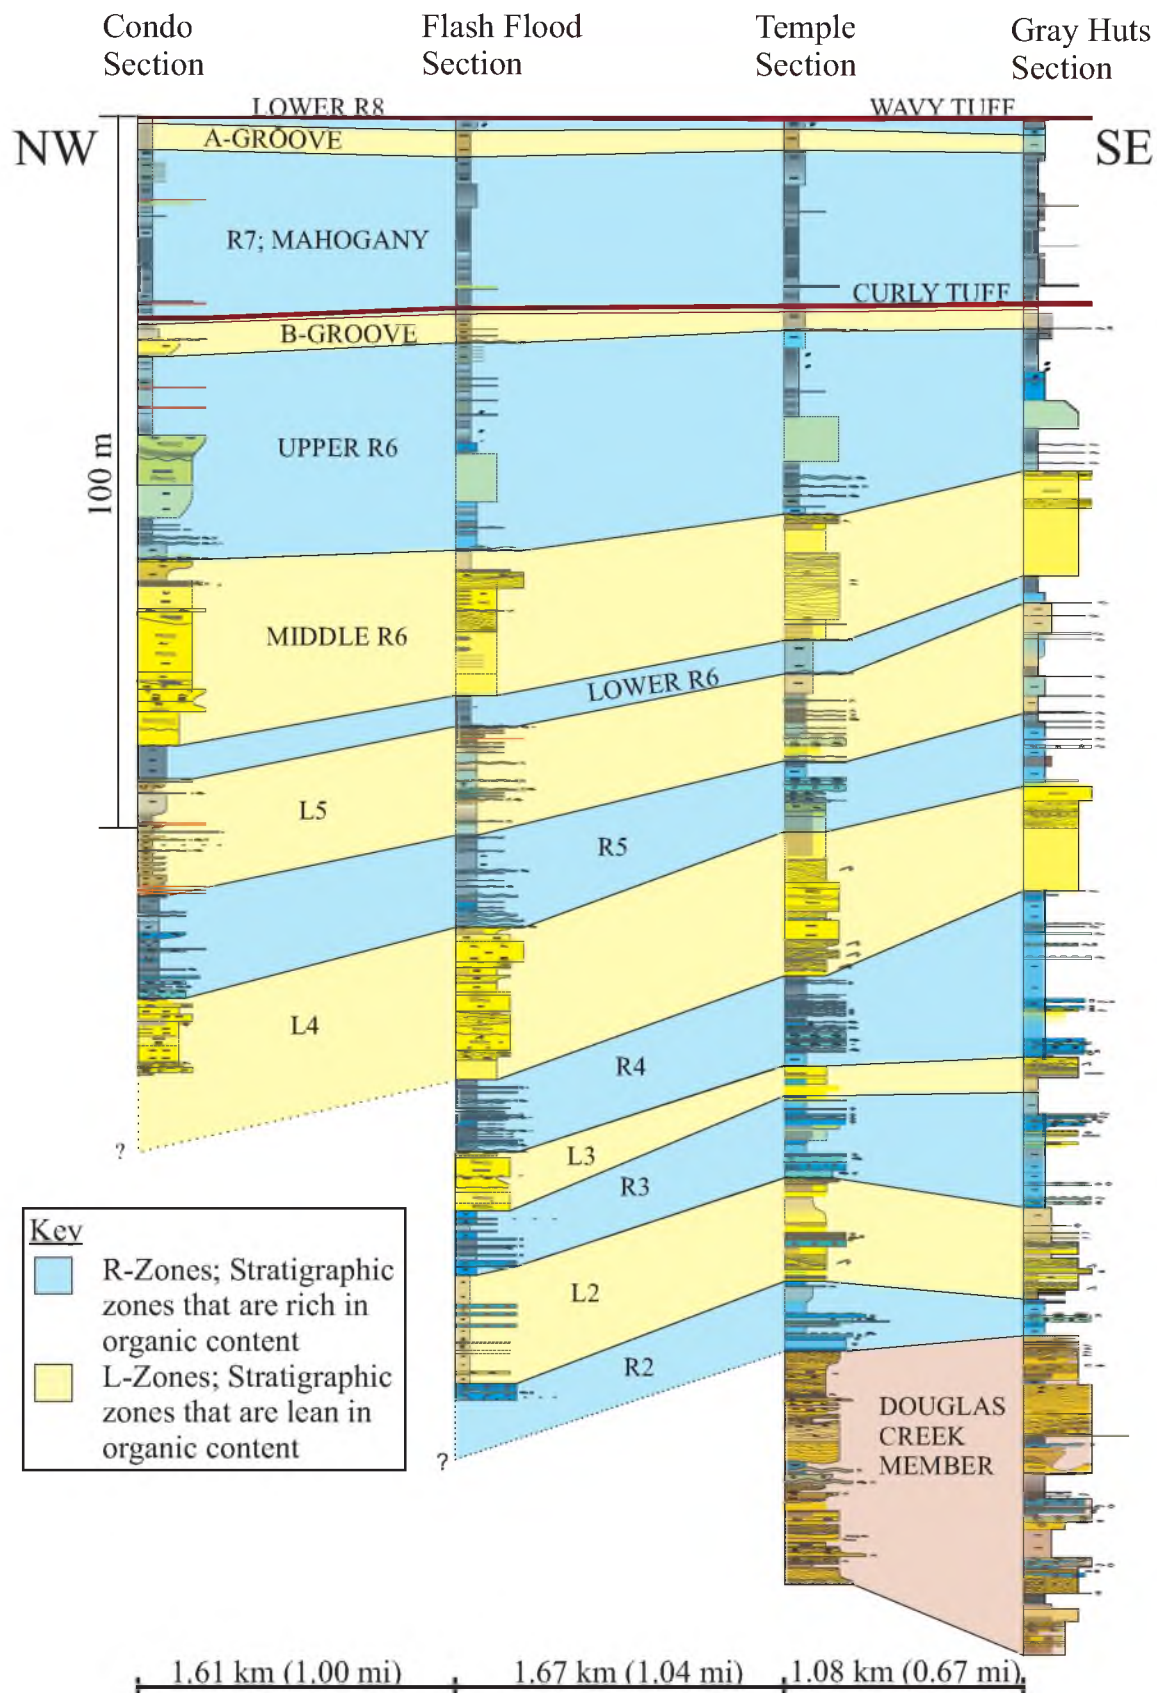 Condo
Section
Flash Flood
Section
Temple
Section
Gray Huts
Section
LOWER R8
WAVY TUFF
NW
A-GROOVE
SE
R7; MAHOGANY
CURLY TUFF
B-GROOVE
UPPER R6
100 m
MIDDLE R6
LOWER R6
L5
R5
L4
R4
?
L3
R3
L2
R2
?
Key
R-Zones; Stratigraphic
zones that are rich in
organic content
L-Zones; Stratigraphic
zones that are lean in
organic content
DOUGLAS
CREEK
MEMBER
1.61 km (1.00 mi)
1.67 km (1.04 mi)
1.08 km (0.67 mi)